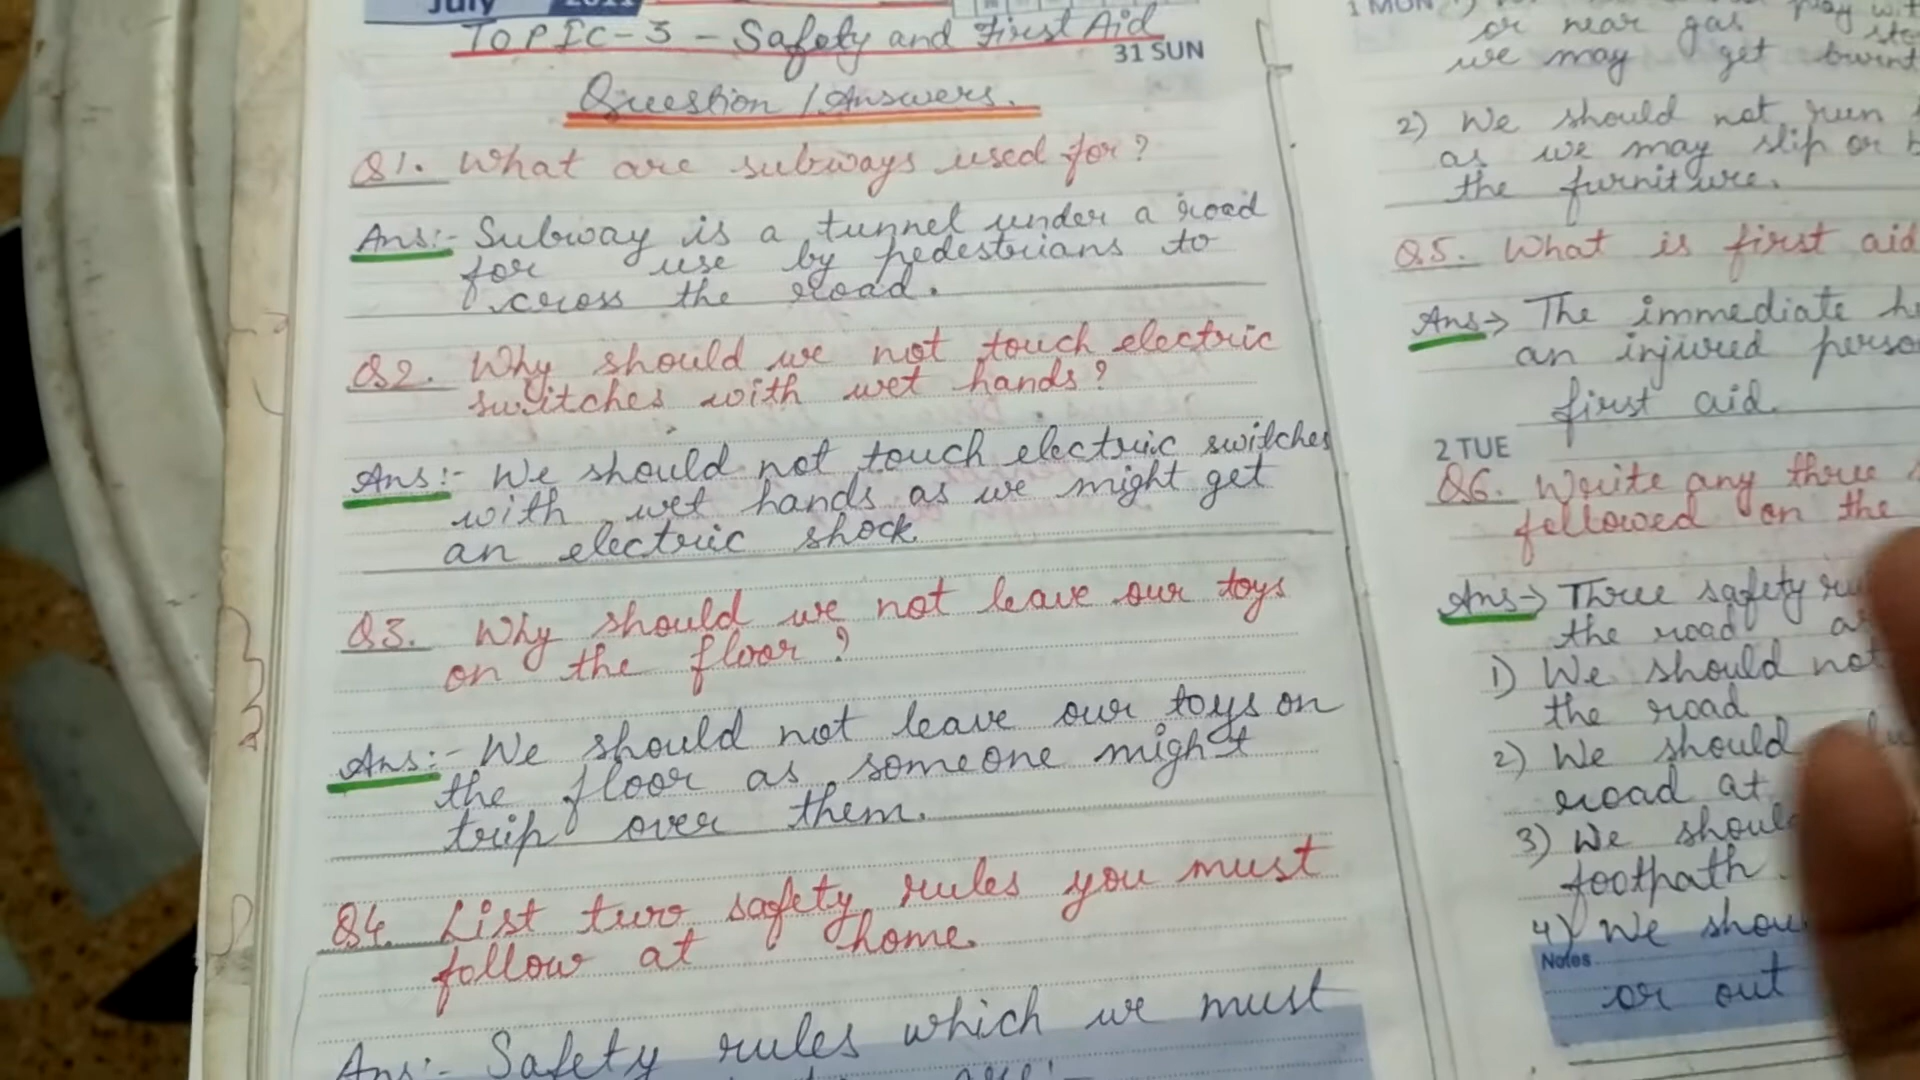 July 2011
TOPIC-3 - Safety and First Aid
31 SUN
Question / Answers.
Q1. What are subways used for?
Ans:- Subway is a tunnel under a road
for use by pedestrians to
cross the road.
Q2. Why should we not touch electric
switches with wet hands?
Ans:- We should not touch electric switches
with wet hands as we might get
an electric shock
Q3. Why should we not leave our toys
on the floor?
Ans:- We should not leave our toys on
the floor as someone might
trip over them.
Q4. List two safety rules you must
follow at home.
Ans:- Safety rules which we must
are:-
1 MON
or near gas
we may get burnt
2) We should not run
as we may slip or
the furniture.
Q5. What is first aid
Ans→ The immediate
an injured
first aid
2 TUE
Q6. Write any three
followed on the
Ans→ Three safety
the road
1) We should not
the road
2) We should
road at
3) We
footpath.
4) We
Notes
or out